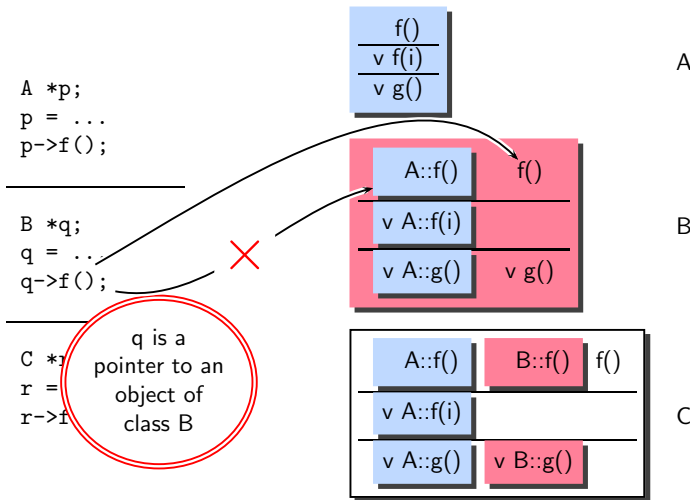 A *p;
p = ...
p->f();
B *q;
q = ...
q->f();
C *r
r =
r->f
q is a
pointer to an
object of
class B
f()
v f(i)
v g()
A
A::f() f()
v A::f(i)
v A::g() v g()
B
A::f() B::f() f()
v A::f(i)
v A::g() v B::g()
C